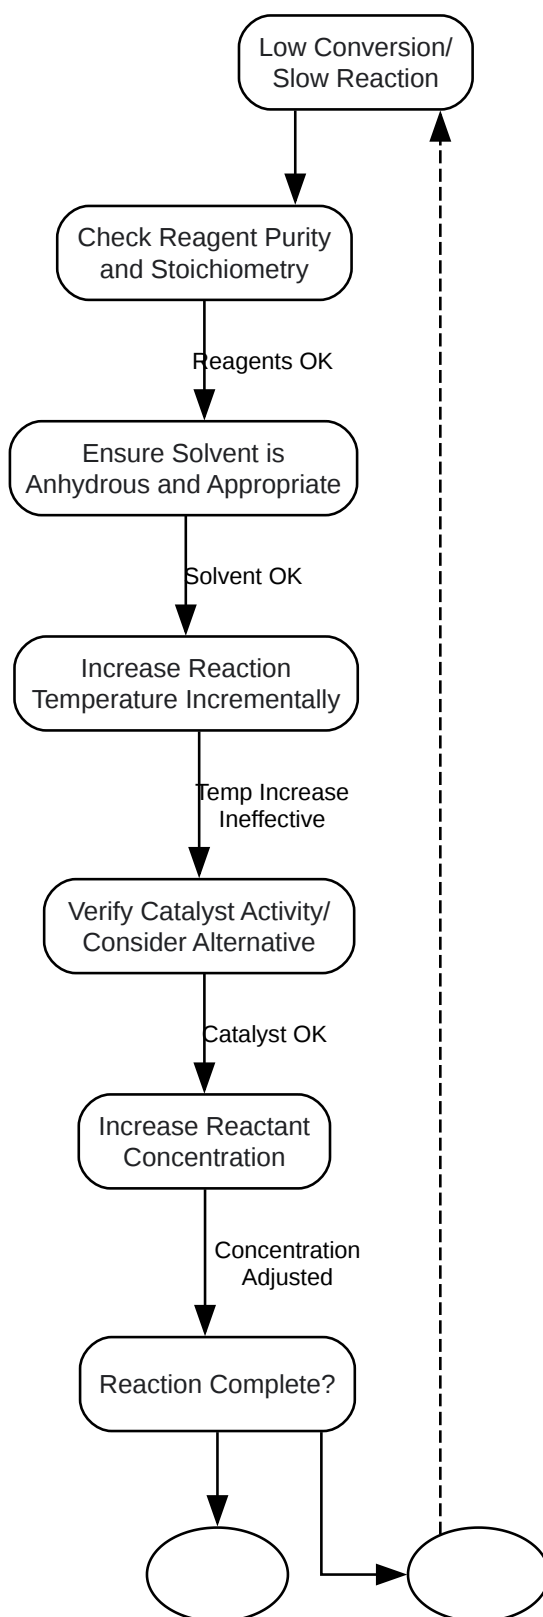 Low Conversion/
Slow Reaction
Check Reagent Purity
and Stoichiometry
Reagents OK
Ensure Solvent is
Anhydrous and Appropriate
Solvent OK
Increase Reaction
Temperature Incrementally
Temp Increase
Ineffective
Verify Catalyst Activity/
Consider Alternative
Catalyst OK
Increase Reactant
Concentration
Concentration
Adjusted
Reaction Complete?